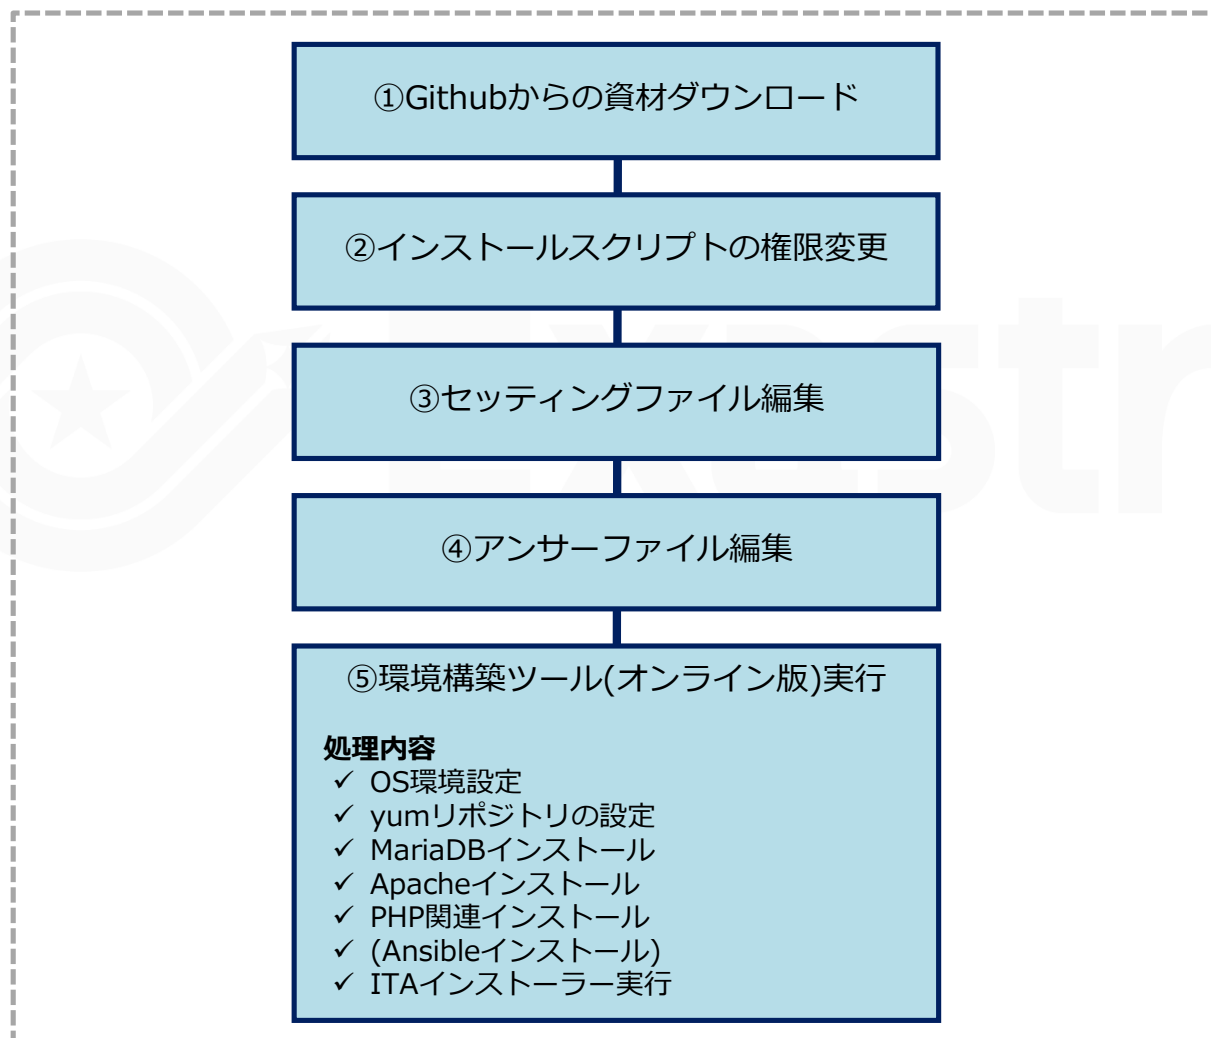 ①Githubからの資材ダウンロード
②インストールスクリプトの権限変更
③セッティングファイル編集
④アンサーファイル編集
⑤環境構築ツール(オンライン版)実行
処理内容
✓ OS環境設定
✓ yumリポジトリの設定
✓ MariaDBインストール
✓ Apacheインストール
✓ PHP関連インストール
✓ (Ansibleインストール)
✓ ITAインストーラー実行